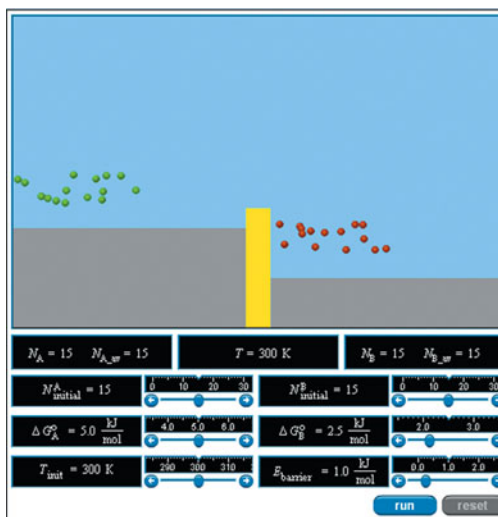 N_A = 15 N_A_av = 15 T = 300 K N_B = 15 N_B_av = 15
N^A_initial = 15 0 10 20 30 N^B_initial = 15 0 10 20 30
ΔG°_A = 5.0 kJ/mol 4.0 5.0 6.0 ΔG°_B = 2.5 kJ/mol 2.0 3.0
T_init = 300 K 290 300 310 E_barrier = 1.0 kJ/mol 0.0 1.0 2.0
run reset